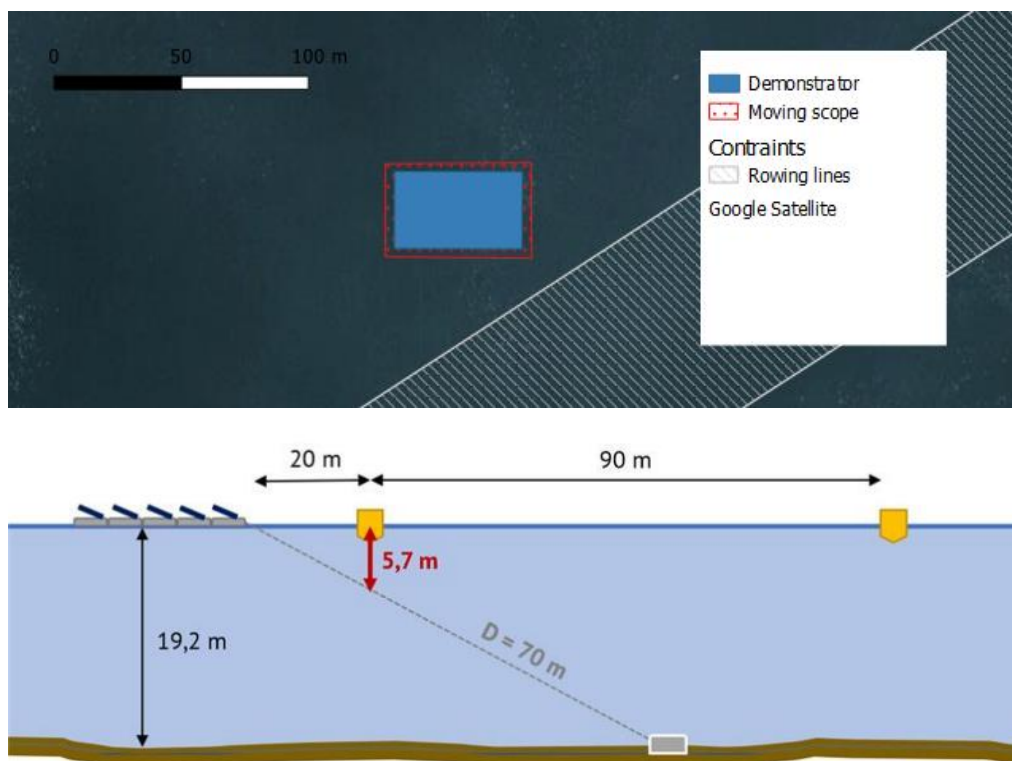 0 50 100 m
Demonstrator
Moving scope
Contraints
Rowing lines
Google Satellite
20 m 90 m
5,7 m
19,2 m
D = 70 m